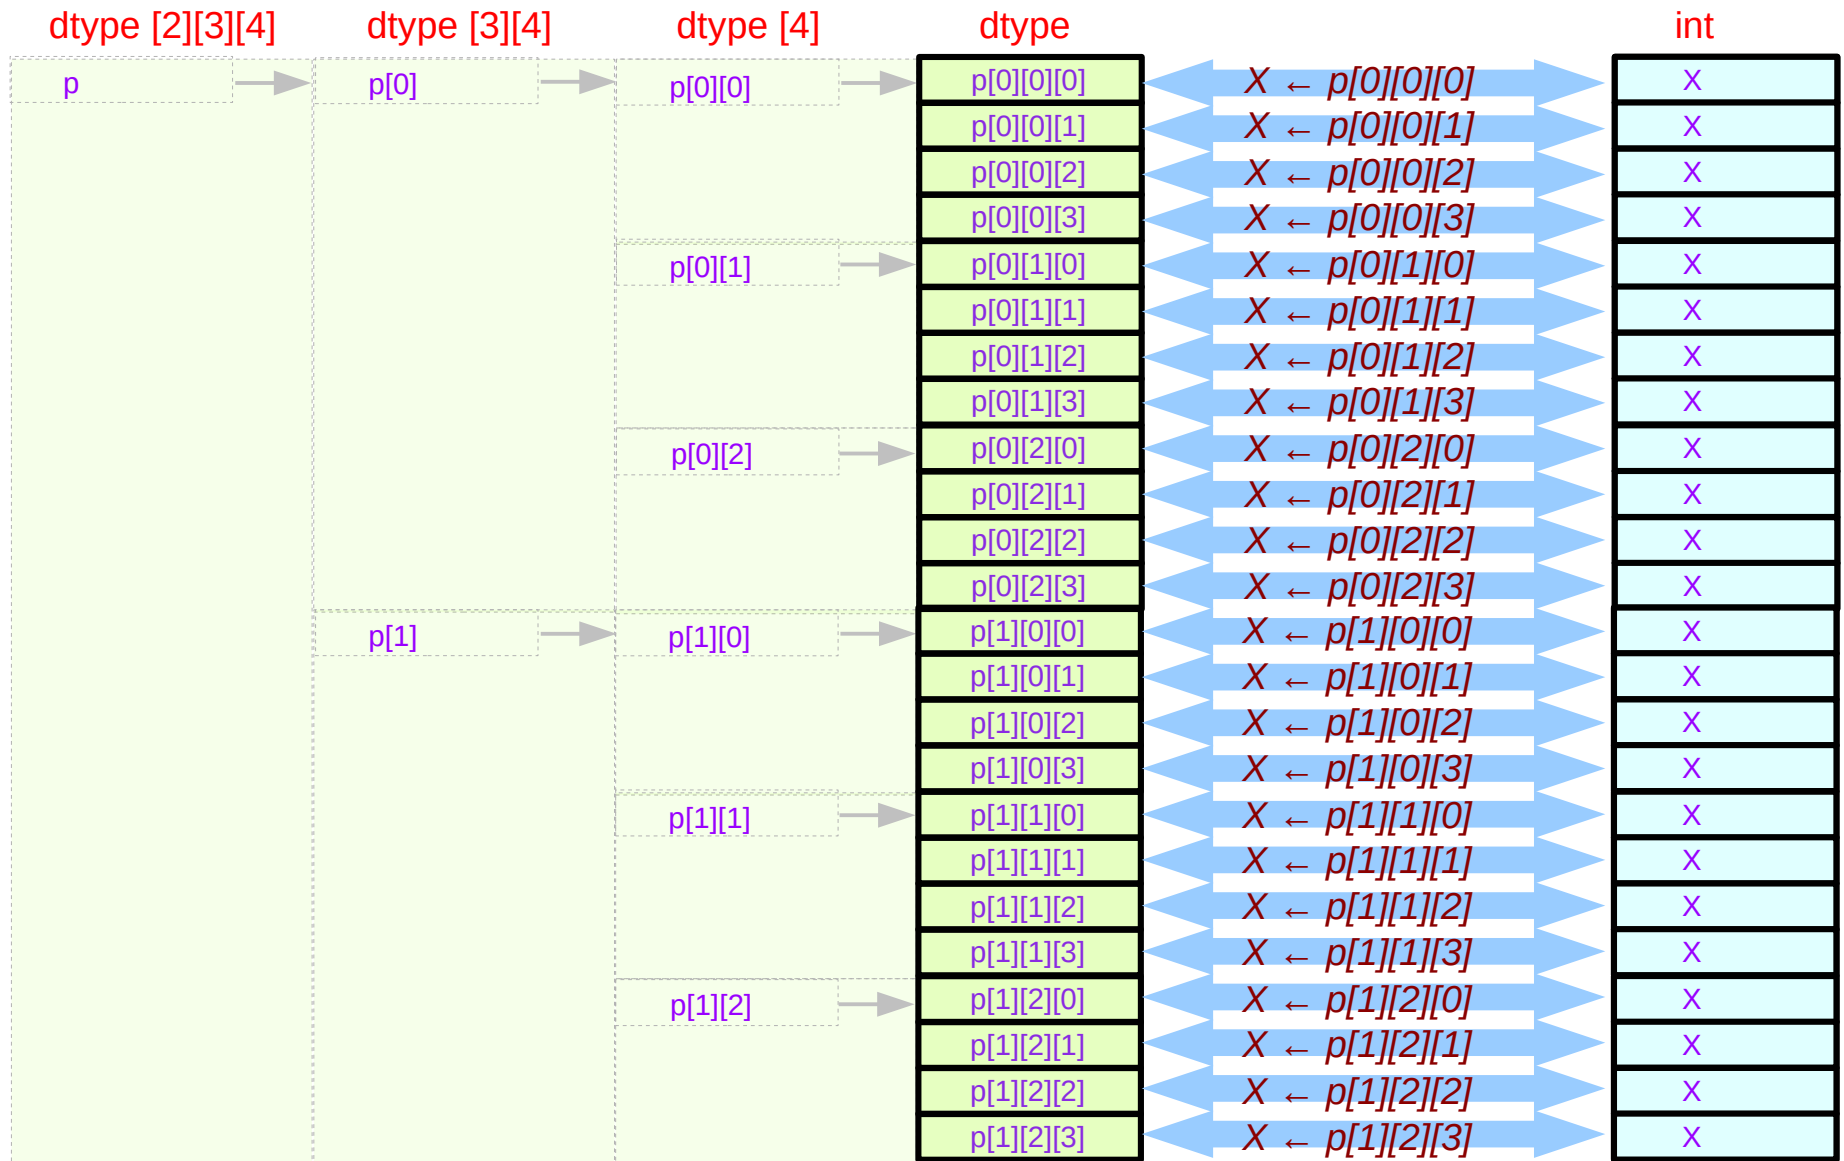 dtype [2][3][4] dtype [3][4] dtype [4] dtype int
p p[0] p[0][0] p[0][0][0] X ← p[0][0][0] X
p[0][0][1] X ← p[0][0][1] X
p[0][0][2] X ← p[0][0][2] X
p[0][0][3] X ← p[0][0][3] X
p[0][1] p[0][1][0] X ← p[0][1][0] X
p[0][1][1] X ← p[0][1][1] X
p[0][1][2] X ← p[0][1][2] X
p[0][1][3] X ← p[0][1][3] X
p[0][2] p[0][2][0] X ← p[0][2][0] X
p[0][2][1] X ← p[0][2][1] X
p[0][2][2] X ← p[0][2][2] X
p[0][2][3] X ← p[0][2][3] X
p[1] p[1][0] p[1][0][0] X ← p[1][0][0] X
p[1][0][1] X ← p[1][0][1] X
p[1][0][2] X ← p[1][0][2] X
p[1][0][3] X ← p[1][0][3] X
p[1][1] p[1][1][0] X ← p[1][1][0] X
p[1][1][1] X ← p[1][1][1] X
p[1][1][2] X ← p[1][1][2] X
p[1][1][3] X ← p[1][1][3] X
p[1][2] p[1][2][0] X ← p[1][2][0] X
p[1][2][1] X ← p[1][2][1] X
p[1][2][2] X ← p[1][2][2] X
p[1][2][3] X ← p[1][2][3] X